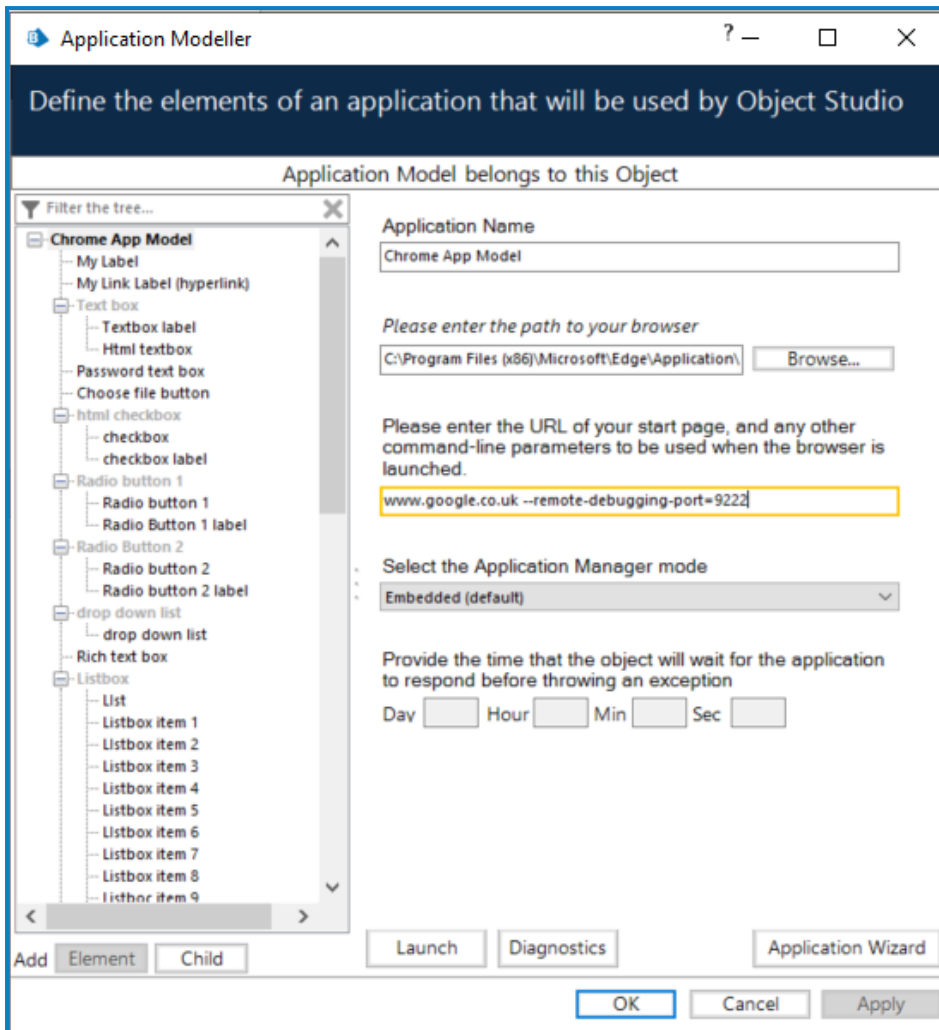 Application Modeller
?
Define the elements of an application that will be used by Object Studio
Application Model belongs to this Object
Filter the tree...
Chrome App Model
My Label
My Link Label (hyperlink)
Text box
Textbox label
Html textbox
Password text box
Choose file button
html checkbox
checkbox
checkbox label
Radio button 1
Radio button 1
Radio Button 1 label
Radio Button 2
Radio button 2
Radio button 2 label
drop down list
drop down list
Rich text box
Listbox
LIst
Listbox item 1
LIstbox item 2
Listbox item 3
Listbox item 4
Listbox item 5
LIstbox item 6
Listbox item 7
Listbox item 8
Listboc item 9
Add Element Child
Application Name
Chrome App Model
Please enter the path to your browser
C:\Program Files (x86)\Microsoft\Edge\Application\
Browse...
Please enter the URL of your start page, and any other
command-line parameters to be used when the browser is
launched.
www.google.co.uk --remote-debugging-port=9222
Select the Application Manager mode
Embedded (default)
Provide the time that the object will wait for the application
to respond before throwing an exception
Day Hour Min Sec
Launch Diagnostics Application Wizard
OK Cancel Apply